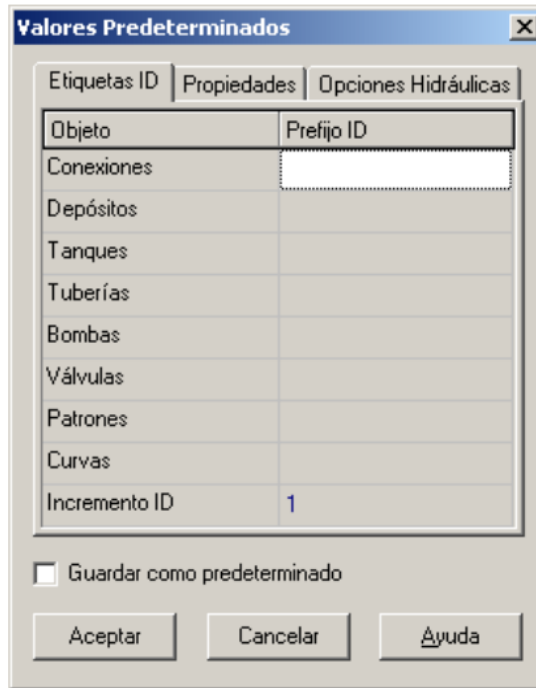 Valores Predeterminados
Etiquetas ID Propiedades Opciones Hidráulicas
Objeto Prefijo ID
Conexiones
Depósitos
Tanques
Tuberías
Bombas
Válvulas
Patrones
Curvas
Incremento ID 1
Guardar como predeterminado
Aceptar Cancelar Ayuda